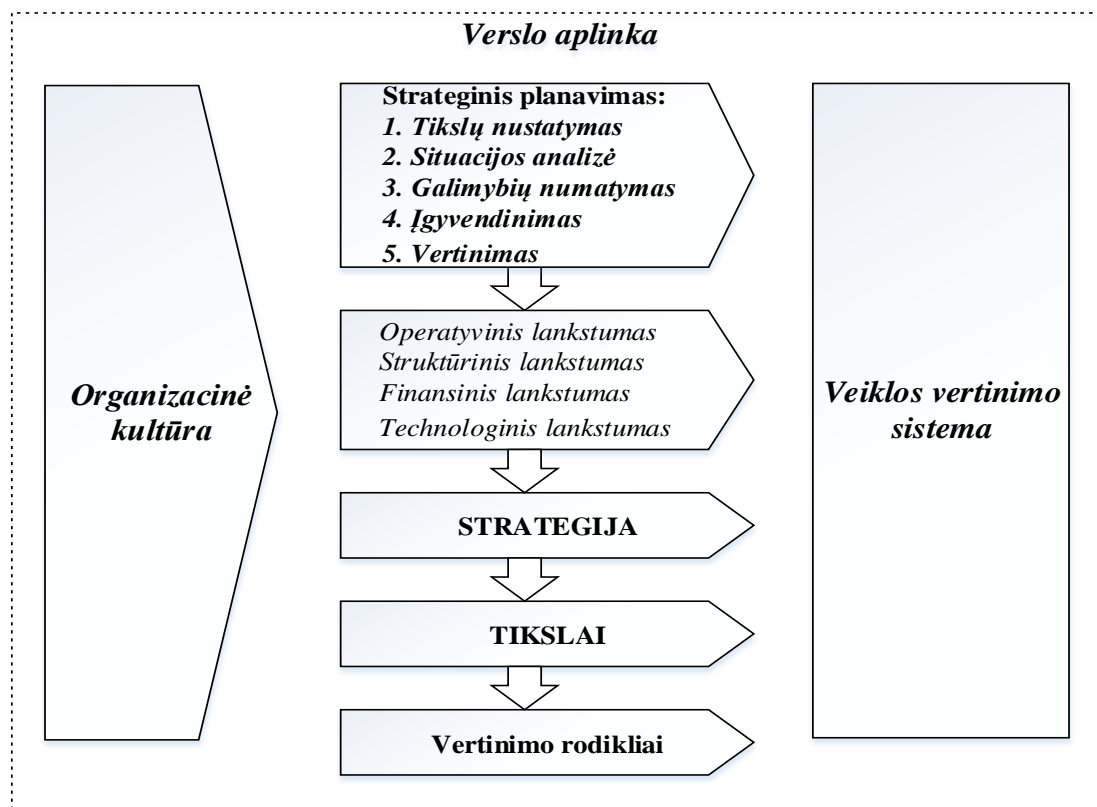 Verslo aplinka
Organizacinė
kultūra
Strateginis planavimas:
1. Tikslų nustatymas
2. Situacijos analizė
3. Galimybių numatymas
4. Įgyvendinimas
5. Vertinimas
Operatyvinis lankstumas
Struktūrinis lankstumas
Finansinis lankstumas
Technologinis lankstumas
STRATEGIJA
TIKSLAI
Vertinimo rodikliai
Veiklos vertinimo
sistema